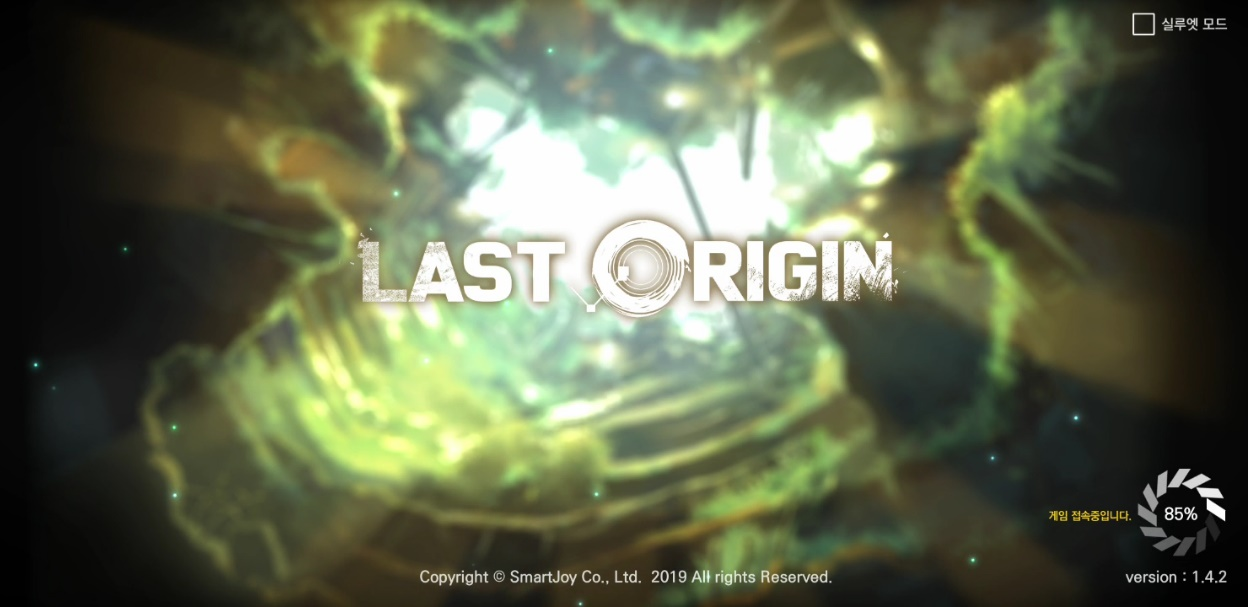 실루엣 모드
LAST ORIGIN
게임 접속중입니다.
85%
Copyright © SmartJoy Co., Ltd. 2019 All rights Reserved.
version : 1.4.2